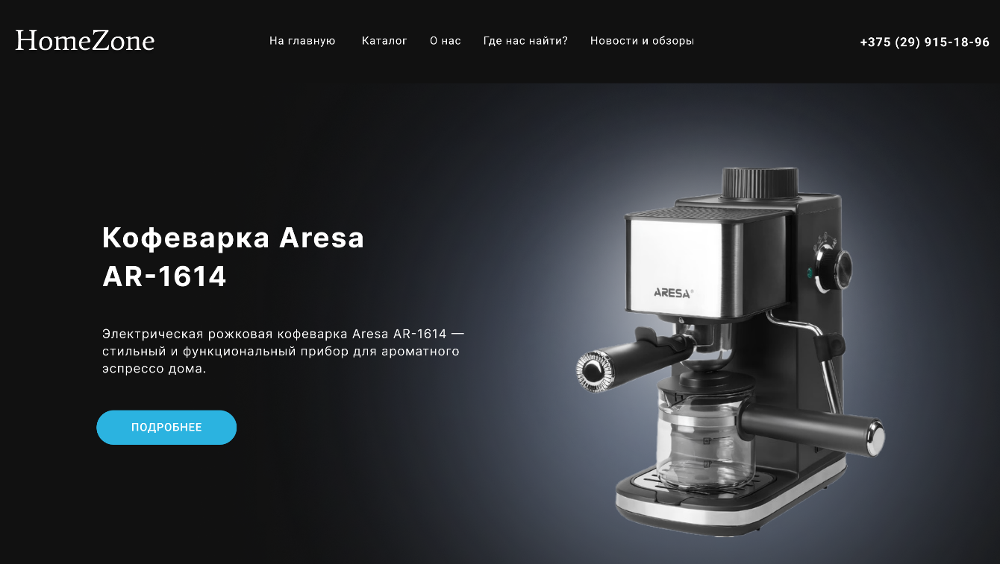 HomeZone
На главную
Каталог
О нас
Где нас найти?
Новости и обзоры
+375 (29) 915-18-96
Кофеварка Aresa
AR-1614
Электрическая рожковая кофеварка Aresa AR-1614 —
стильный и функциональный прибор для ароматного
эспрессо дома.
ПОДРОБНЕЕ
ARESA®